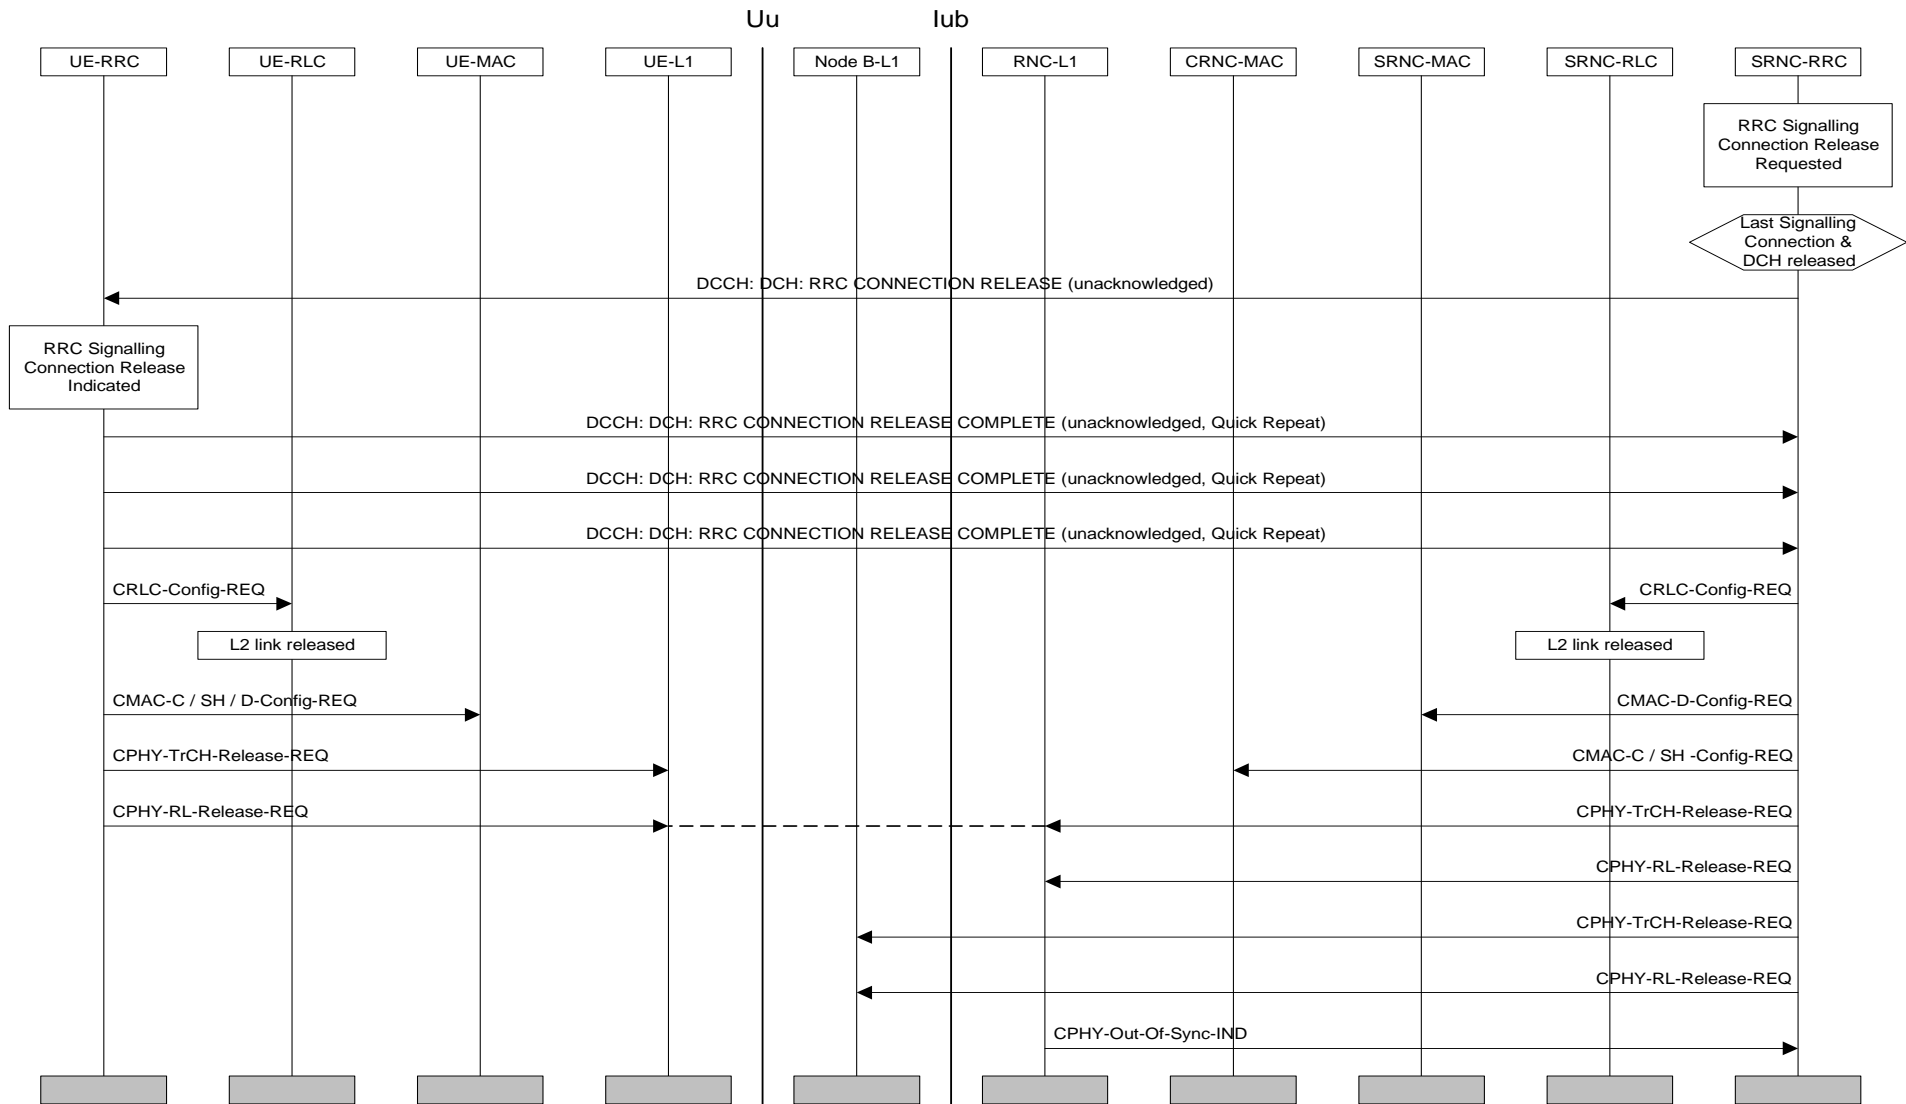 Uu
Iub
UE-RRC
UE-RLC
UE-MAC
UE-L1
Node B-L1
RNC-L1
CRNC-MAC
SRNC-MAC
SRNC-RLC
SRNC-RRC
RRC Signalling
Connection Release
Requested
Last Signalling
Connection &
DCH released
DCCH: DCH: RRC CONNECTION RELEASE (unacknowledged)
RRC Signalling
Connection Release
Indicated
DCCH: DCH: RRC CONNECTION RELEASE COMPLETE (unacknowledged, Quick Repeat)
DCCH: DCH: RRC CONNECTION RELEASE COMPLETE (unacknowledged, Quick Repeat)
DCCH: DCH: RRC CONNECTION RELEASE COMPLETE (unacknowledged, Quick Repeat)
CRLC-Config-REQ
CRLC-Config-REQ
L2 link released
L2 link released
CMAC-C / SH / D-Config-REQ
CMAC-D-Config-REQ
CPHY-TrCH-Release-REQ
CMAC-C / SH -Config-REQ
CPHY-RL-Release-REQ
CPHY-TrCH-Release-REQ
CPHY-RL-Release-REQ
CPHY-TrCH-Release-REQ
CPHY-RL-Release-REQ
CPHY-Out-Of-Sync-IND